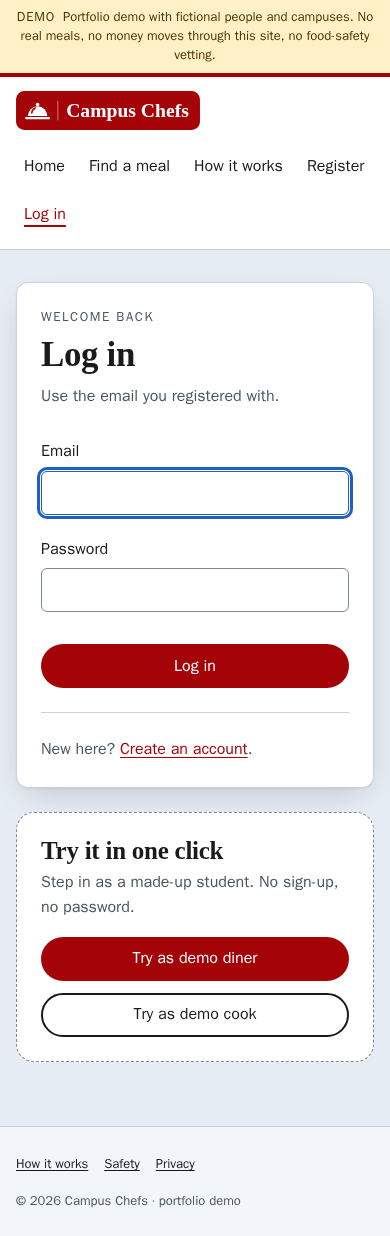 DEMO Portfolio demo with fictional people and campuses. No
real meals, no money moves through this site, no food-safety
vetting.
Campus Chefs
Home Find a meal How it works Register
Log in
WELCOME BACK
Log in
Use the email you registered with.
Email
Password
Log in
New here? Create an account.
Try it in one click
Step in as a made-up student. No sign-up,
no password.
Try as demo diner
Try as demo cook
How it works Safety Privacy
© 2026 Campus Chefs · portfolio demo